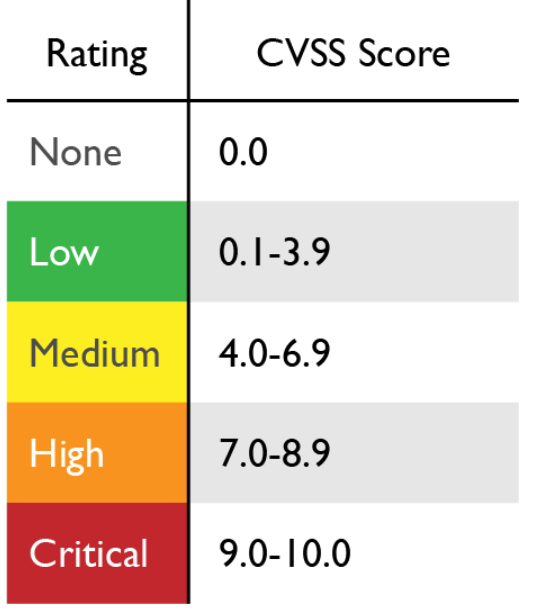 Rating CVSS Score
None 0.0
Low 0.1-3.9
Medium 4.0-6.9
High 7.0-8.9
Critical 9.0-10.0